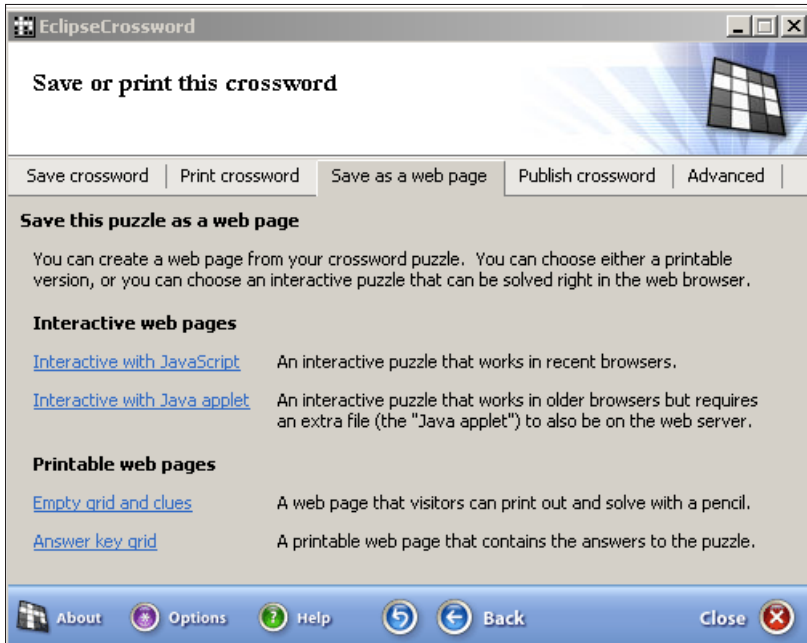 EclipseCrossword
Save or print this crossword
Save crossword Print crossword Save as a web page Publish crossword Advanced
Save this puzzle as a web page
You can create a web page from your crossword puzzle. You can choose either a printable
version, or you can choose an interactive puzzle that can be solved right in the web browser.
Interactive web pages
Interactive with JavaScript An interactive puzzle that works in recent browsers.
Interactive with Java applet An interactive puzzle that works in older browsers but requires
an extra file (the "Java applet") to also be on the web server.
Printable web pages
Empty grid and clues A web page that visitors can print out and solve with a pencil.
Answer key grid A printable web page that contains the answers to the puzzle.
About Options Help Back Close